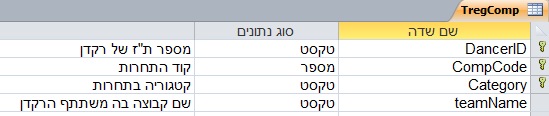 TregComp
שם שדה סוג נתונים
DancerID טקסט מספר ת"ז של רקדן
CompCode מספר קוד התחרות
Category טקסט קטגוריה בתחרות
teamName טקסט שם קבוצה בה משתתף הרקדן